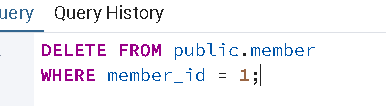 uery Query History
DELETE FROM public.member
WHERE member_id = 1;